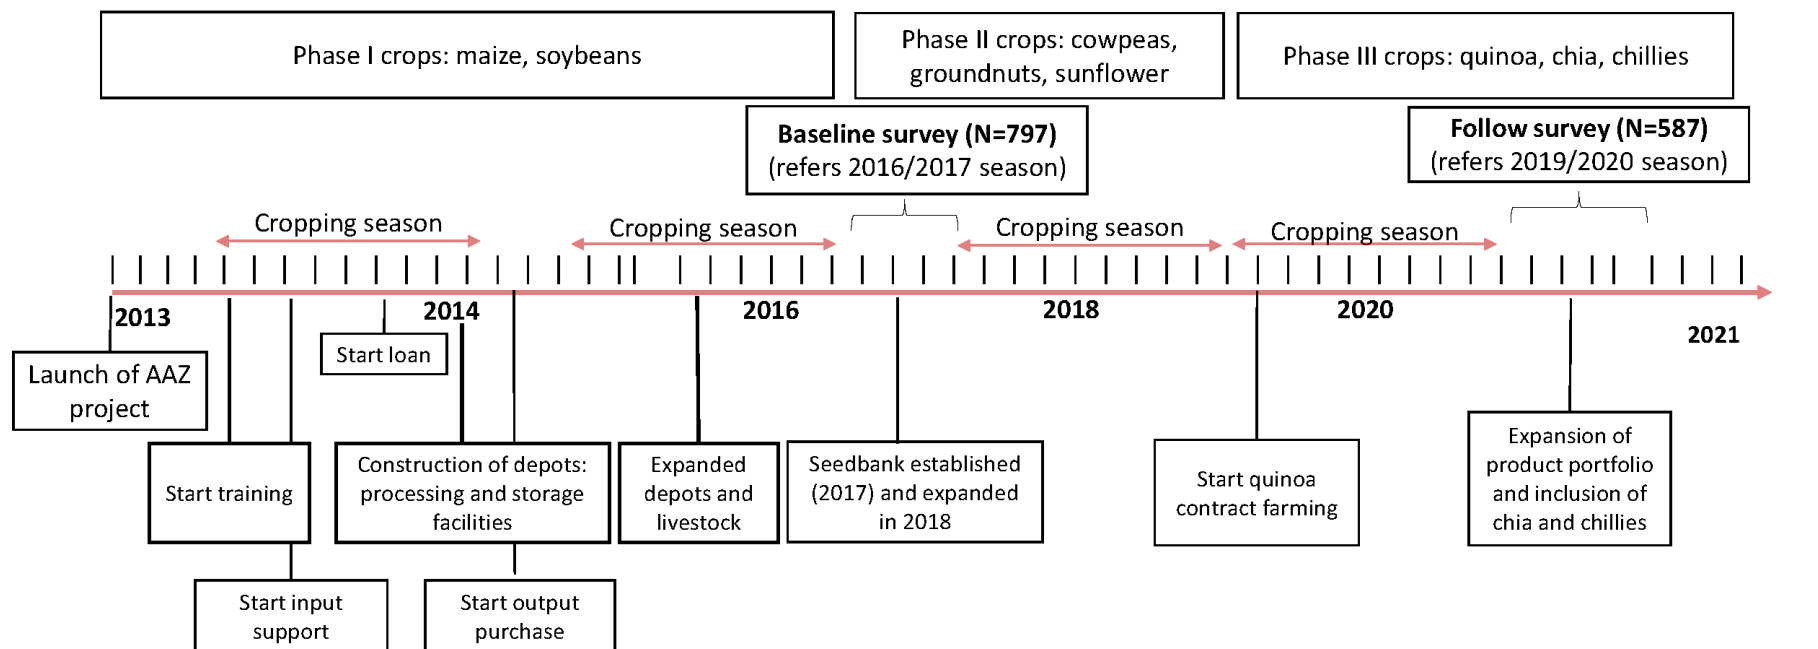 Phase I crops: maize, soybeans
Phase II crops: cowpeas,
groundnuts, sunflower
Phase III crops: quinoa, chia, chillies
Baseline survey (N=797)
(refers 2016/2017 season)
Follow survey (N=587)
(refers 2019/2020 season)
Cropping season
Cropping season
Cropping season
Cropping season
2013
2014
2016
2018
2020
2021
Launch of AAZ
project
Start loan
Start training
Construction of depots:
processing and storage
facilities
Expanded
depots and
livestock
Seedbank established
(2017) and expanded
in 2018
Start quinoa
contract farming
Expansion of
product portfolio
and inclusion of
chia and chillies
Start input
support
Start output
purchase